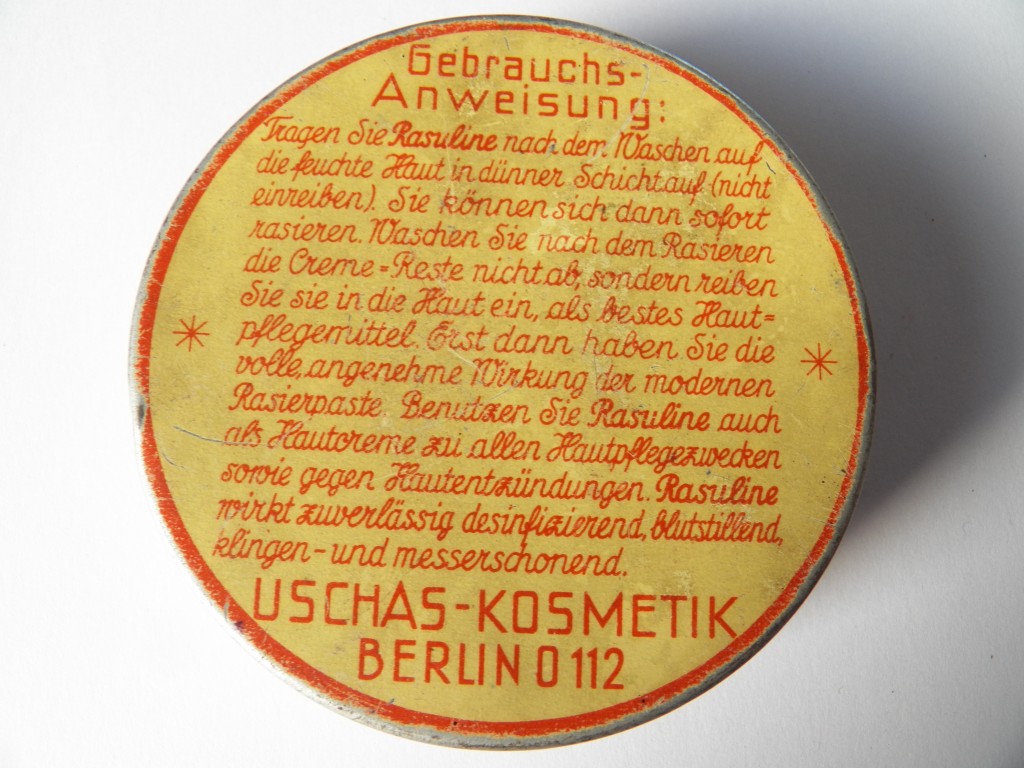 Gebrauchs-
Anweisung:
Tragen Sie Rasuline nach dem Waschen auf
die feuchte Haut in dünner Schicht auf (nicht
einreiben). Sie können sich dann sofort
rasieren. Waschen Sie nach dem Rasieren
die Creme=Reste nicht ab, sondern reiben
Sie sie in die Haut ein, als bestes Haut=
pflegemittel. Erst dann haben Sie die
volle, angenehme Wirkung der modernen
Rasierpaste. Benutzen Sie Rasuline auch
als Hautcreme zu allen Hautpflegezwecken
sowie gegen Hautentzündungen. Rasuline
wirkt zuverlässig desinfizierend, blutstillend,
klingen- und messerschonend.
USCHAS-KOSMETIK
BERLIN O 112